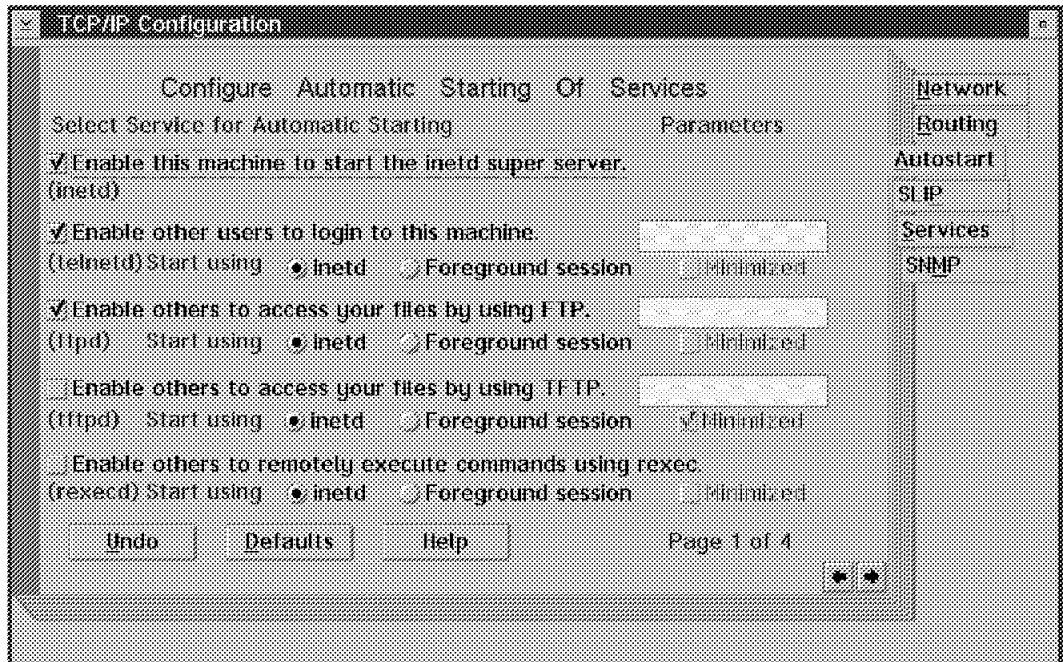 TCP/IP Configuration
Configure Automatic Starting Of Services
Select Service for Automatic Starting Parameters
Enable this machine to start the inetd super server.
(inetd)
Enable other users to login to this machine.
(telnetd) Start using inetd Foreground session Minimized
Enable others to access your files by using FTP.
(ftpd) Start using inetd Foreground session Minimized
Enable others to access your files by using TFTP.
(tftpd) Start using inetd Foreground session Minimized
Enable others to remotely execute commands using rexec.
(rexecd) Start using inetd Foreground session Minimized
Undo Defaults Help Page 1 of 4
Network
Routing
Autostart
SLIP
Services
SNMP